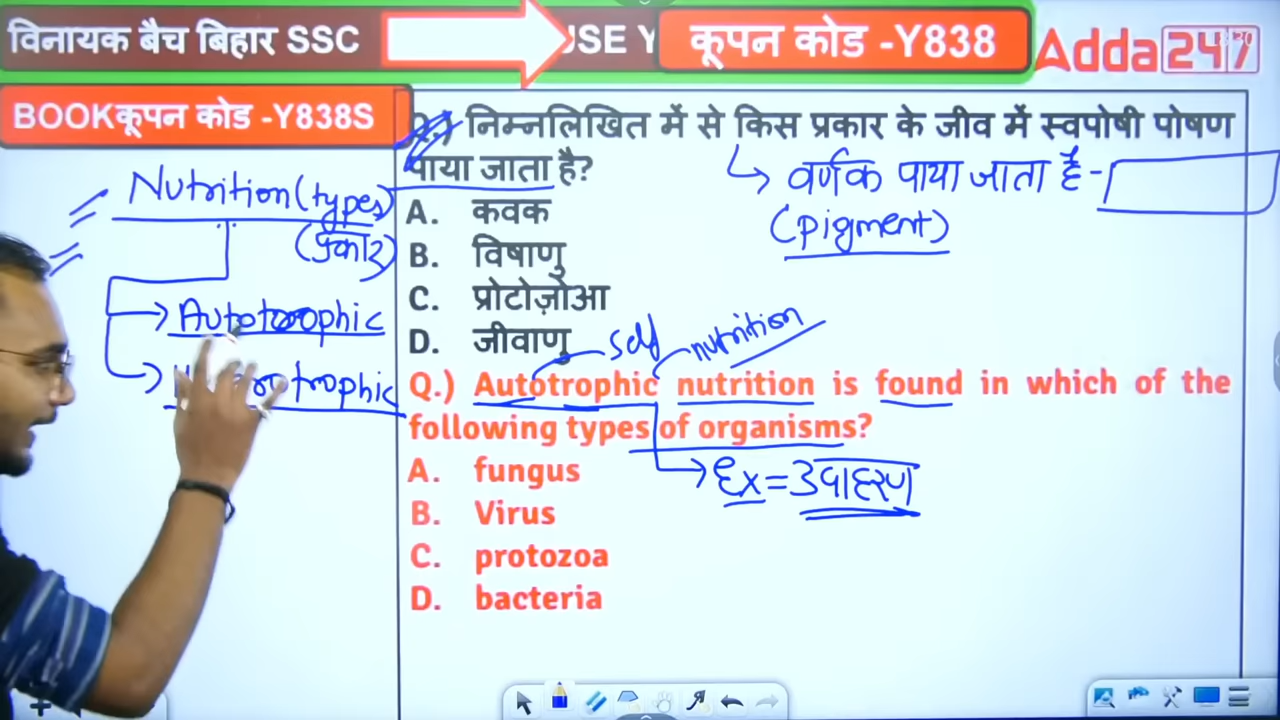 विनायक बैच बिहार SSC
USE Y
कूपन कोड -Y838
Adda247
BOOKकूपन कोड -Y838S
Q.) निम्नलिखित में से किस प्रकार के जीव में स्वपोषी पोषण
पाया जाता है?
A. कवक
B. विषाणु
C. प्रोटोज़ोआ
D. जीवाणु
Nutrition (types)
(प्रकार)
Autotrophic
Heterotrophic
वर्णक पाया जाता है-
(pigment)
self
nutrition
Q.) Autotrophic nutrition is found in which of the
following types of organisms?
Ex = उदाहरण
A. fungus
B. Virus
C. protozoa
D. bacteria